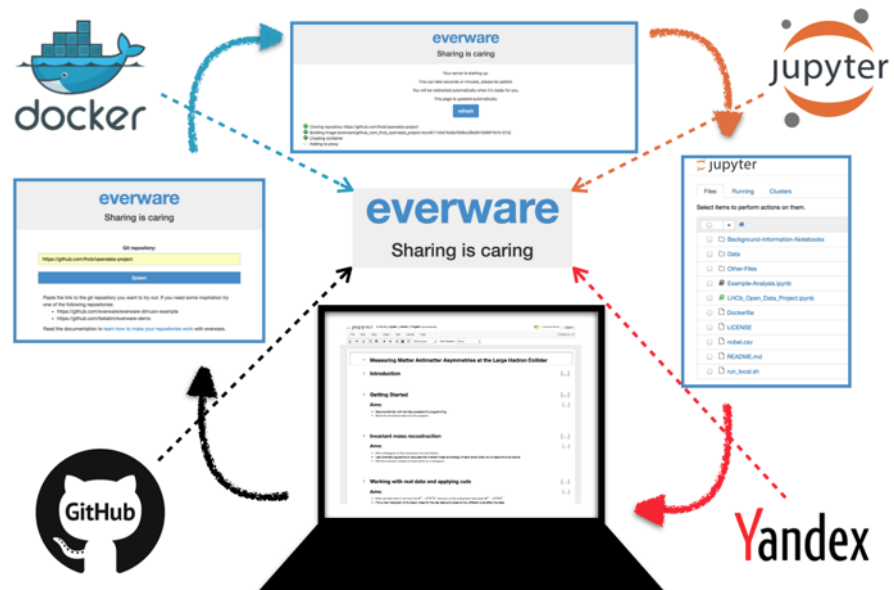 docker
everware
Sharing is caring
Your server is starting up.
This can take seconds or minutes, please be patient.
You will be redirected automatically when it is ready for you.
This page is updated automatically.
refresh
Creating container
Adding to proxy
jupyter
everware
Sharing is caring
Git repository:
https://github.com/lhcb/opendata-project
Spawn
Paste the link to the git repository you want to try out. If you need some inspiration try
one of the following repositories:
https://github.com/everware/everware-dimuon-example
https://github.com/betatim/everware-demo
Read the documentation to learn how to make your repositories work with everware.
everware
Sharing is caring
jupyter
Files Running Clusters
Select items to perform actions on them.
Background-Information-Notebooks
Data
Other-Files
Example-Analysis.ipynb
LHCb_Open_Data_Project.ipynb
Dockerfile
LICENSE
nobel.csv
README.md
run_local.sh
jupyter
Measuring Matter Antimatter Asymmetries at the Large Hadron Collider
Introduction
Getting Started
Aims:
Invariant mass reconstruction
Aims:
Working with real data and applying cuts
Aims:
GitHub
Yandex